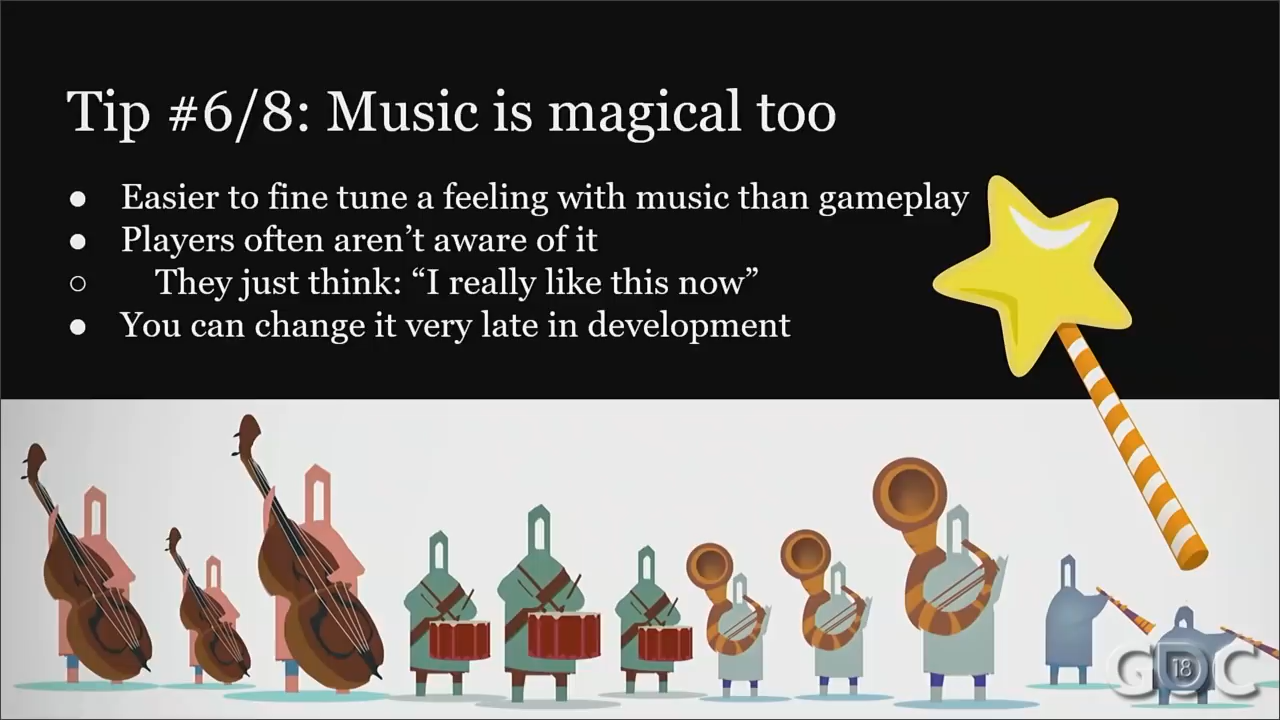 Tip #6/8: Music is magical too
● Easier to fine tune a feeling with music than gameplay
● Players often aren’t aware of it
○ They just think: “I really like this now”
● You can change it very late in development
GDC
18